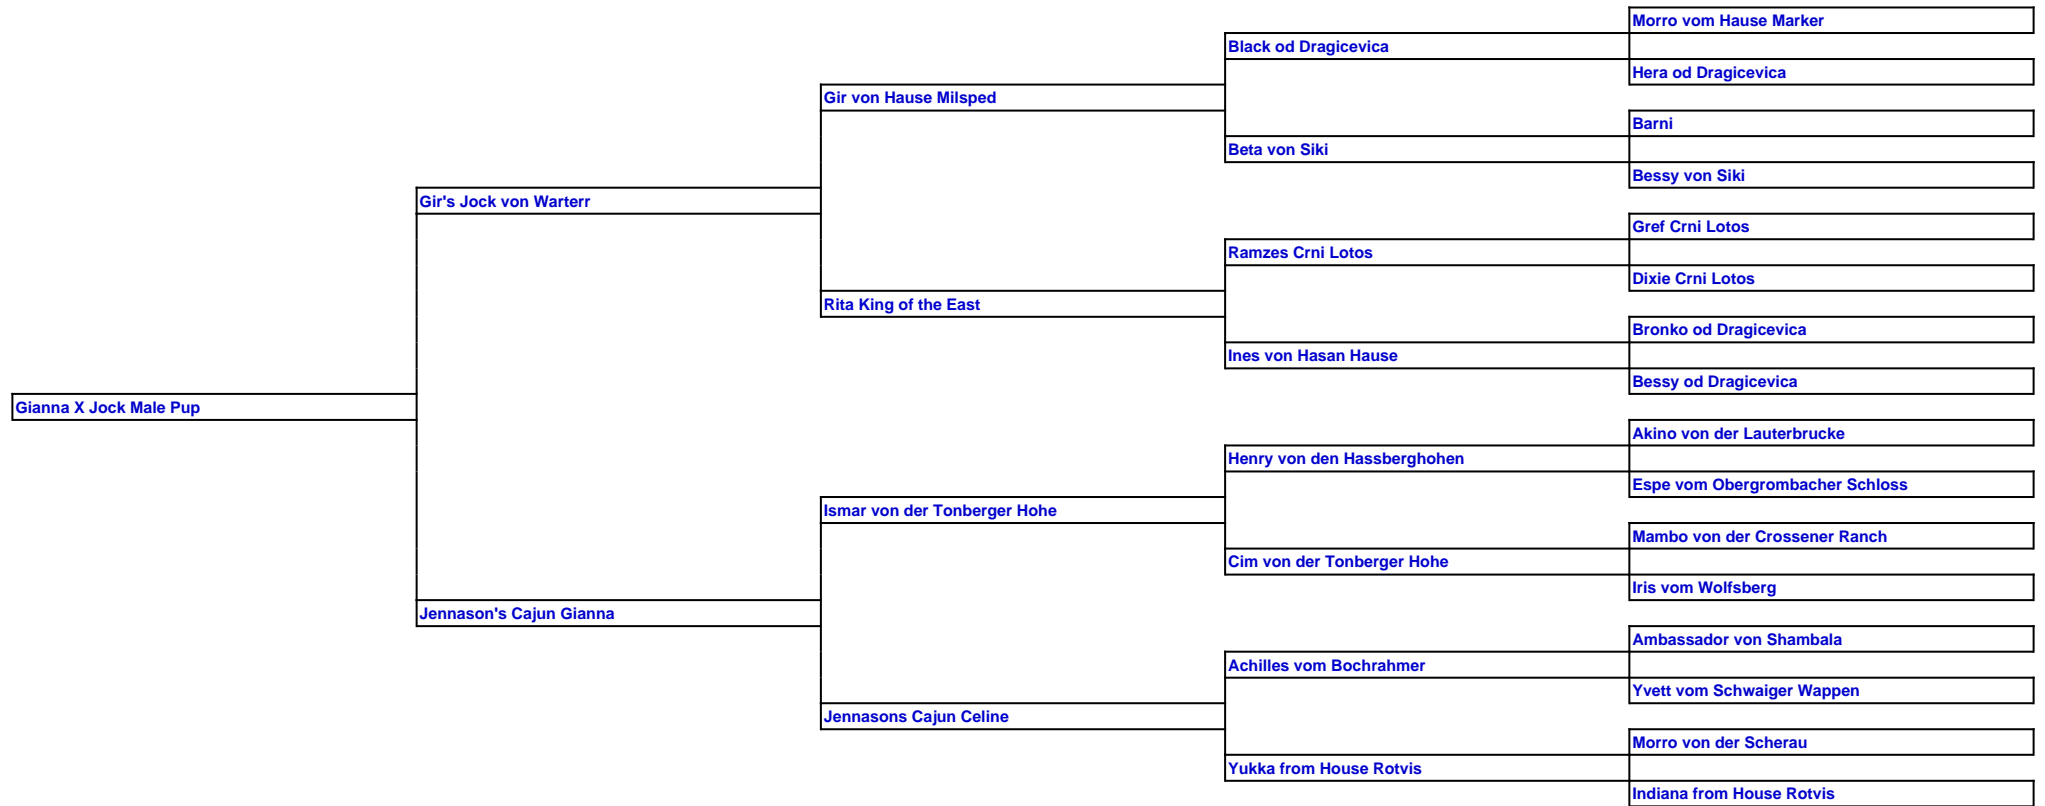 Morro vom Hause Marker
Black od Dragicevica
Hera od Dragicevica
Gir von Hause Milsped
Barni
Beta von Siki
Bessy von Siki
Gir's Jock von Warterr
Gref Crni Lotos
Ramzes Crni Lotos
Dixie Crni Lotos
Rita King of the East
Bronko od Dragicevica
Ines von Hasan Hause
Bessy od Dragicevica
Gianna X Jock Male Pup
Akino von der Lauterbrucke
Henry von den Hassberghohen
Espe vom Obergrombacher Schloss
Ismar von der Tonberger Hohe
Mambo von der Crossener Ranch
Cim von der Tonberger Hohe
Iris vom Wolfsberg
Jennason's Cajun Gianna
Ambassador von Shambala
Achilles vom Bochrahmer
Yvett vom Schwaiger Wappen
Jennasons Cajun Celine
Morro von der Scherau
Yukka from House Rotvis
Indiana from House Rotvis